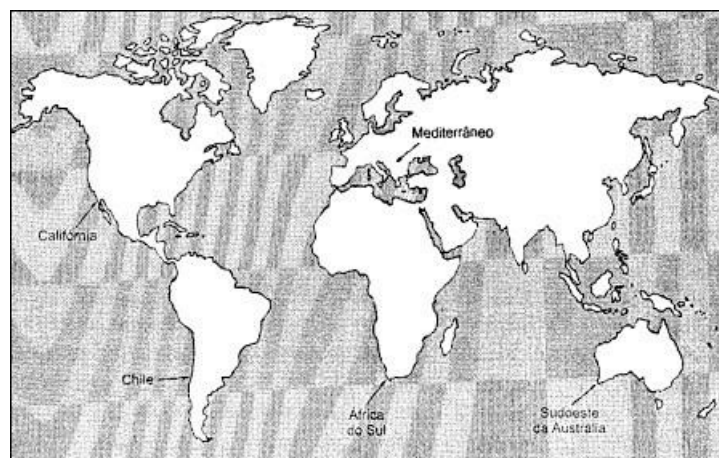 Mediterrâneo
Califórnia
Chile
África
do Sul
Sudoeste
da Austrália